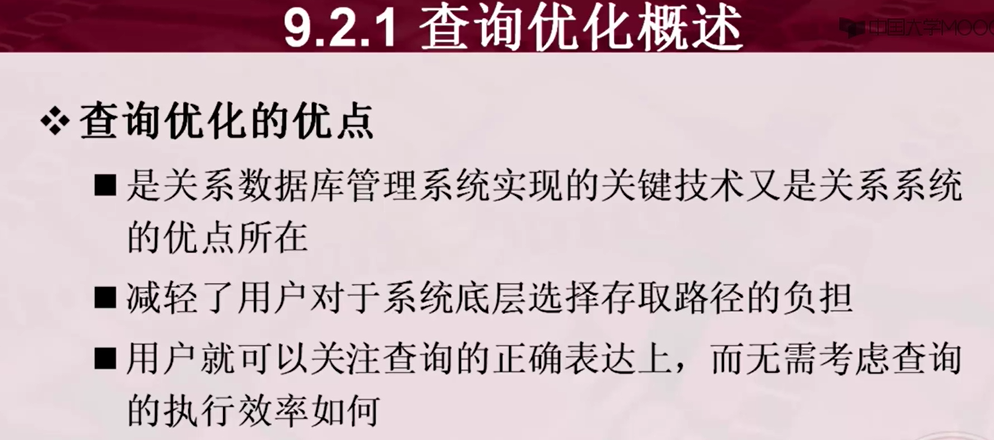 9.2.1 查询优化概述
中国大学MOOC
查询优化的优点
是关系数据库管理系统实现的关键技术又是关系系统
的优点所在
减轻了用户对于系统底层选择存取路径的负担
用户就可以关注查询的正确表达上，而无需考虑查询
的执行效率如何